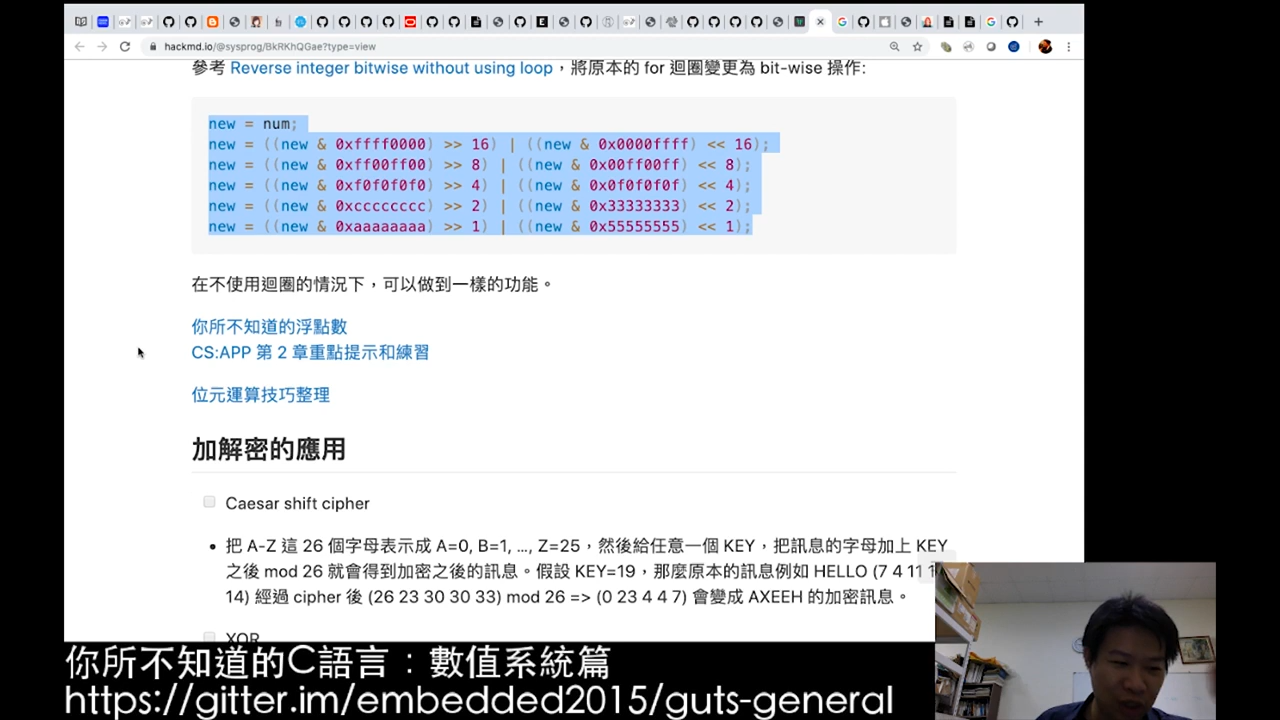 hackmd.io/@sysprog/BkRKhQGae?type=view
參考 Reverse integer bitwise without using loop，將原本的 for 迴圈變更為 bit-wise 操作:
new = num;
new = ((new & 0xffff0000) >> 16) | ((new & 0x0000ffff) << 16);
new = ((new & 0xff00ff00) >> 8) | ((new & 0x00ff00ff) << 8);
new = ((new & 0xf0f0f0f0) >> 4) | ((new & 0x0f0f0f0f) << 4);
new = ((new & 0xcccccccc) >> 2) | ((new & 0x33333333) << 2);
new = ((new & 0xaaaaaaaa) >> 1) | ((new & 0x55555555) << 1);
在不使用迴圈的情況下，可以做到一樣的功能。
你所不知道的浮點數
CS:APP 第 2 章重點提示和練習
位元運算技巧整理
加解密的應用
Caesar shift cipher
把 A-Z 這 26 個字母表示成 A=0, B=1, ..., Z=25，然後給任意一個 KEY，把訊息的字母加上 KEY
之後 mod 26 就會得到加密之後的訊息。假設 KEY=19，那麼原本的訊息例如 HELLO (7 4 11
14) 經過 cipher 後 (26 23 30 30 33) mod 26 => (0 23 4 4 7) 會變成 AXEEH 的加密訊息。
XOR
你所不知道的C語言：數值系統篇
https://gitter.im/embedded2015/guts-general